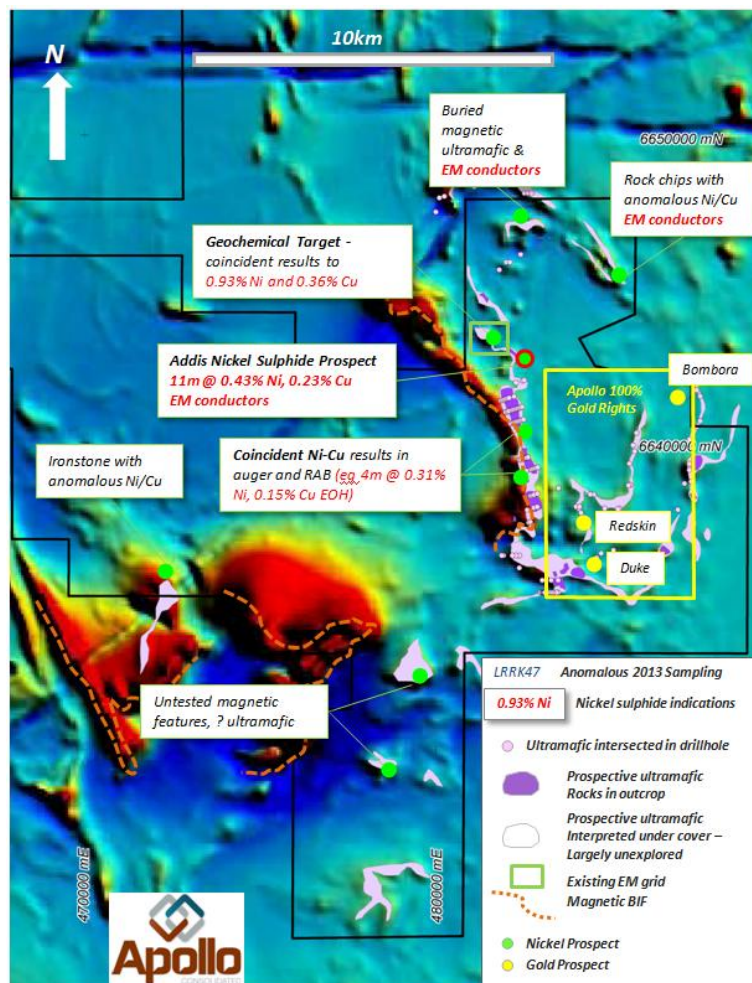 10km
N
Buried
magnetic
ultramafic &
EM conductors
6650000 mN
Rock chips with
anomalous Ni/Cu
EM conductors
Geochemical Target -
coincident results to
0.93% Ni and 0.36% Cu
Addis Nickel Sulphide Prospect
11m @ 0.43% Ni, 0.23% Cu
EM conductors
Bombora
Apollo 100%
Gold Rights
6640000 mN
Ironstone with
anomalous Ni/Cu
Coincident Ni-Cu results in
auger and RAB (eg 4m @ 0.31%
Ni, 0.15% Cu EOH)
Redskin
Duke
Untested magnetic
features, ? ultramafic
LRRK47 Anomalous 2013 Sampling
0.93% Ni Nickel sulphide indications
Ultramafic intersected in drillhole
Prospective ultramafic
Rocks in outcrop
Prospective ultramafic
Interpreted under cover –
Largely unexplored
Existing EM grid
Magnetic BIF
Nickel Prospect
Gold Prospect
470000 mE
480000 mE
Apollo
CONSOLIDATED